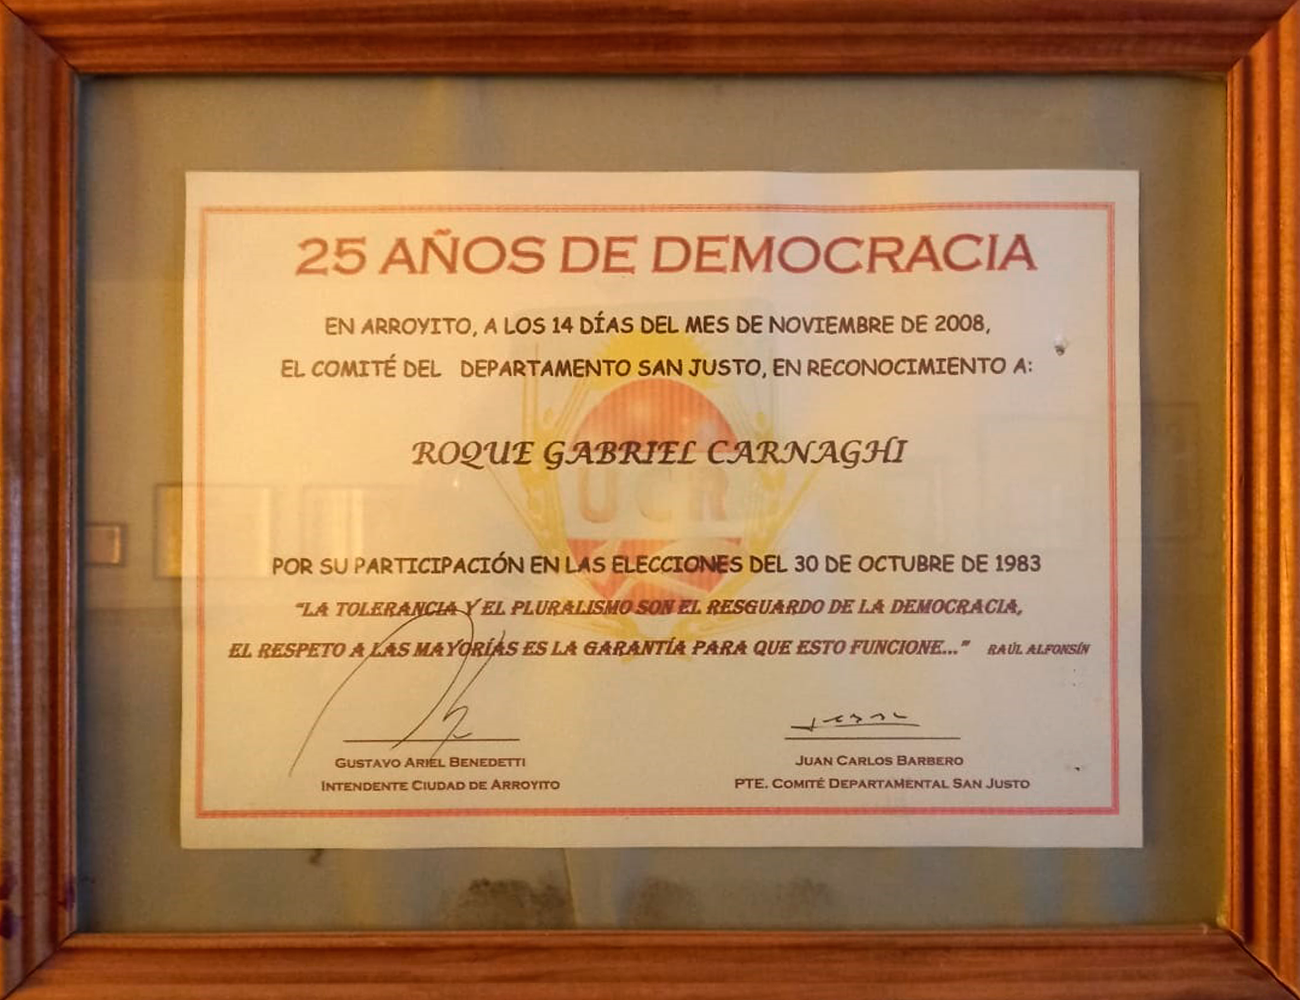 25 AÑOS DE DEMOCRACIA
EN ARROYITO, A LOS 14 DÍAS DEL MES DE NOVIEMBRE DE 2008,
EL COMITÉ DEL DEPARTAMENTO SAN JUSTO, EN RECONOCIMIENTO A:
ROQUE GABRIEL CARNAGHI
UCR
POR SU PARTICIPACIÓN EN LAS ELECCIONES DEL 30 DE OCTUBRE DE 1983
"LA TOLERANCIA Y EL PLURALISMO SON EL RESGUARDO DE LA DEMOCRACIA,
EL RESPETO A LAS MAYORÍAS ES LA GARANTÍA PARA QUE ESTO FUNCIONE..." RAÚL ALFONSÍN
GUSTAVO ARIEL BENEDETTI
INTENDENTE CIUDAD DE ARROYITO
JUAN CARLOS BARBERO
PTE. COMITÉ DEPARTAMENTAL SAN JUSTO